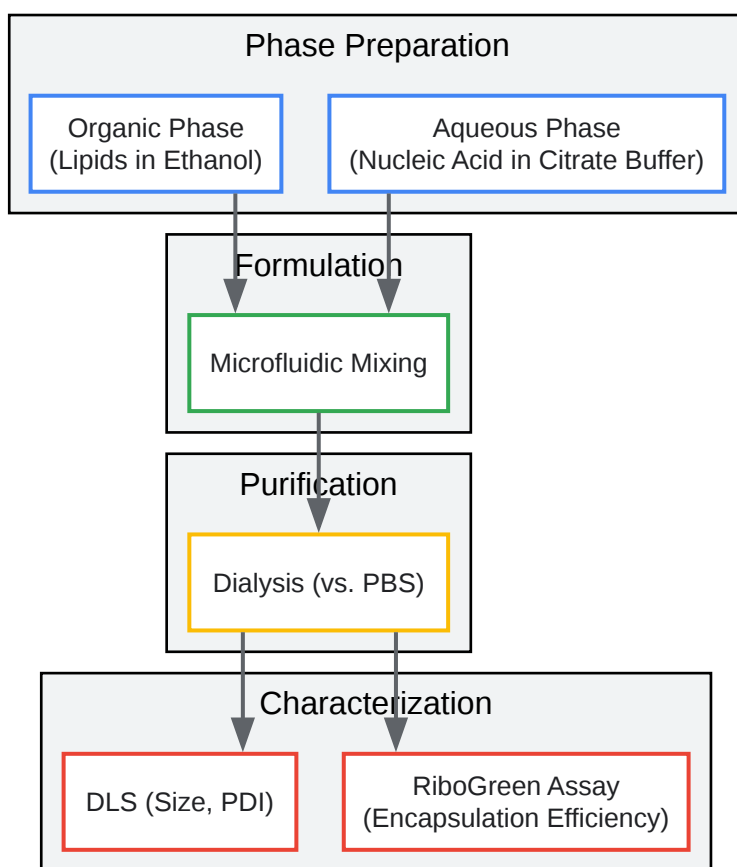 Phase Preparation
Organic Phase
(Lipids in Ethanol)
Aqueous Phase
(Nucleic Acid in Citrate Buffer)
Formulation
Microfluidic Mixing
Purification
Dialysis (vs. PBS)
Characterization
DLS (Size, PDI)
RiboGreen Assay
(Encapsulation Efficiency)